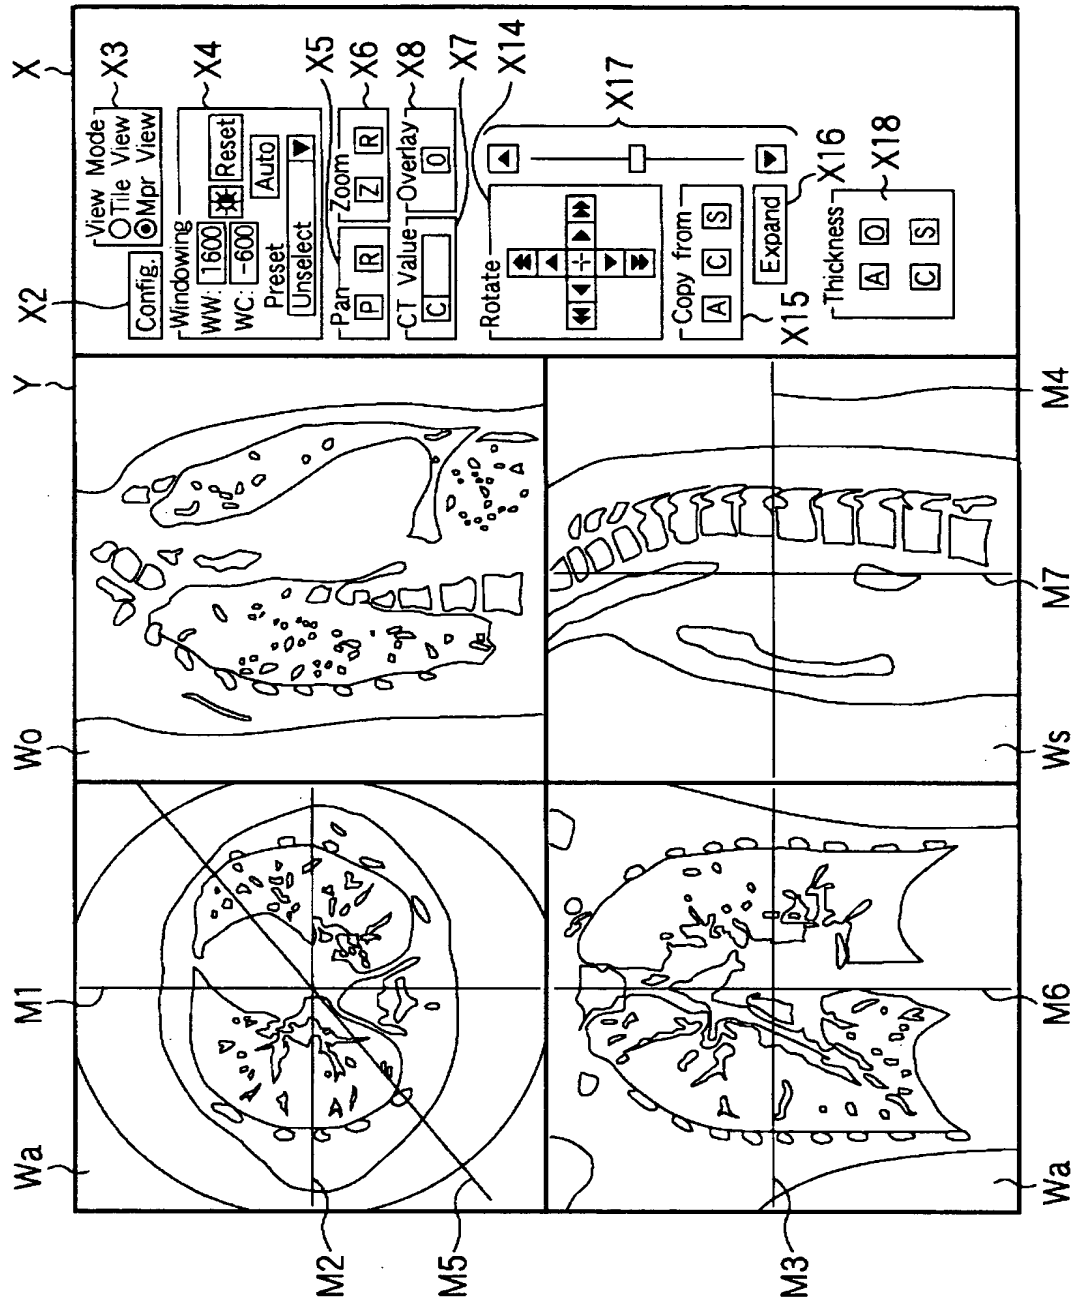 Wa M1 Wo Y X
X2
View Mode X3
Config. Tile View
Mpr View
Windowing X4
WW: 1600 Reset
WC: -600 Auto
Preset
Unselect
M2 X5
Pan Zoom X6
P R Z R
CT Value Overlay X8
C O
M5 X7
Rotate X14
X17
Copy from
A C S
Expand X16
M3 X15
Thickness X18
A O
C S
Wa M6 Ws M7 M4